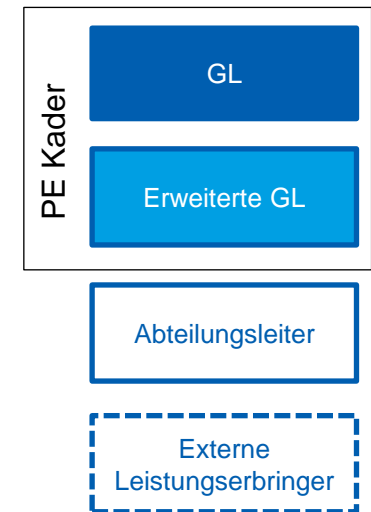 PE Kader
GL
Erweiterte GL
Abteilungsleiter
Externe
Leistungserbringer